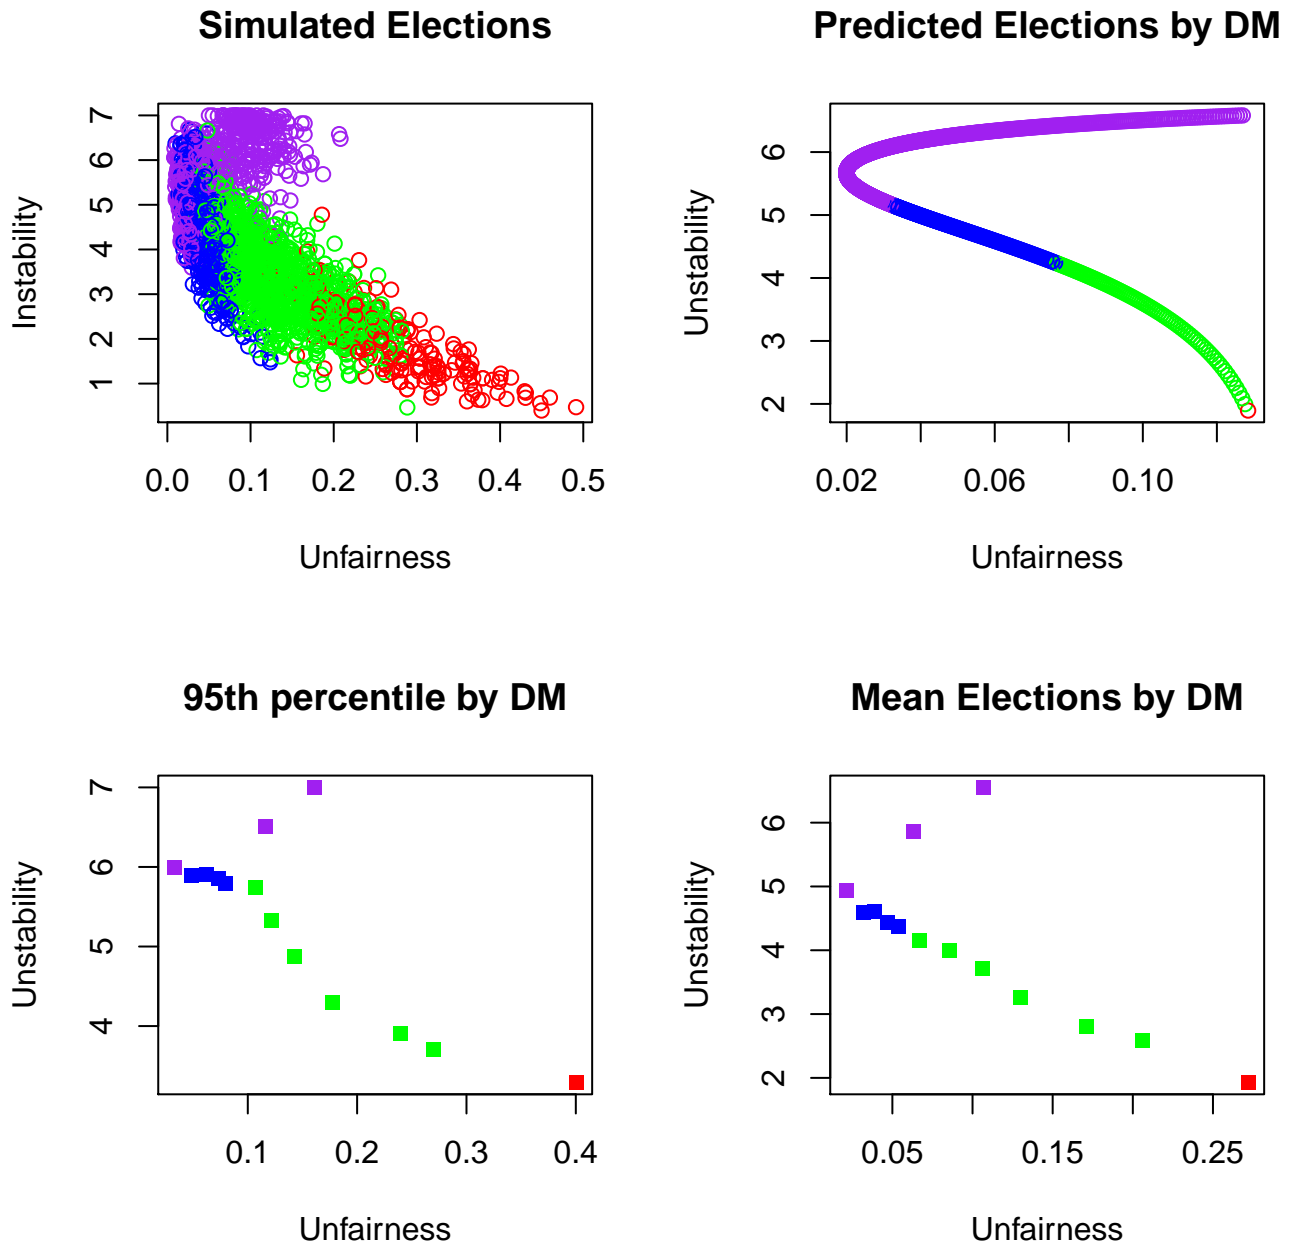 Simulated Elections
Instability
7
6
5
4
3
2
1
0.0 0.1 0.2 0.3 0.4 0.5
Unfairness
Predicted Elections by DM
Unstability
6
5
4
3
2
0.02 0.06 0.10
Unfairness
95th percentile by DM
Unstability
7
6
5
4
0.1 0.2 0.3 0.4
Unfairness
Mean Elections by DM
Unstability
6
5
4
3
2
0.05 0.15 0.25
Unfairness